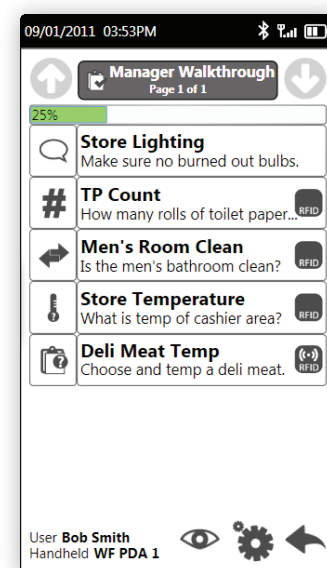 09/01/2011 03:53PM
Manager Walkthrough
Page 1 of 1
25%
Store Lighting
Make sure no burned out bulbs.
#
TP Count
How many rolls of toilet paper...
RFID
Men's Room Clean
Is the men's bathroom clean?
RFID
Store Temperature
What is temp of cashier area?
RFID
Deli Meat Temp
Choose and temp a deli meat.
RFID
User Bob Smith
Handheld WF PDA 1